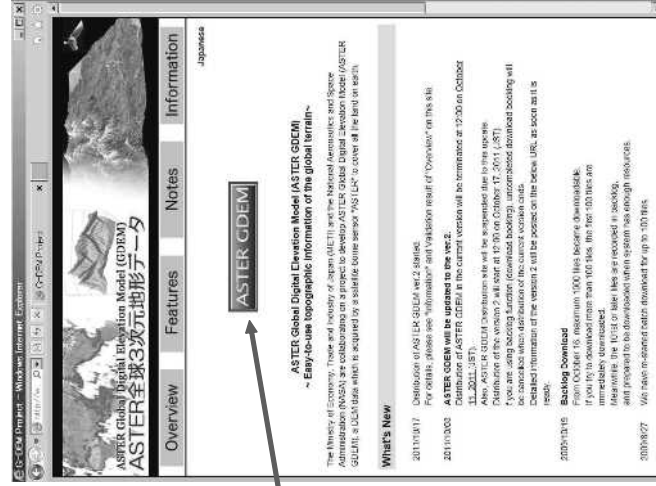 G-DEM Project - Windows Internet Explorer
G-DEM Project
ASTER Global Digital Elevation Model (GDEM)
ASTER全球3次元地形データ
Overview
Features
Notes
Information
Japanese
ASTER GDEM
ASTER Global Digital Elevation Model (ASTER GDEM)
~ Easy-to-use topographic information of the global terrain~
The Ministry of Economy, Trade and Industry of Japan (METI) and the National Aeronautics and Space
Administration (NASA) are collaborating on a project to develop ASTER Global Digital Elevation Model (ASTER
GDEM), a DEM data which is acquired by a satellite-borne sensor "ASTER" to cover all the land on earth.
What's New
2011/10/17 Distribution of ASTER GDEM ver.2 started.
For details, please see "Information" and Validation result of "Overview" on this site.
2011/10/03 ASTER GDEM will be updated to the ver.2.
Distribution of ASTER GDEM in the current version will be terminated at 12:00 on October
11, 2011 (JST).
Also, ASTER GDEM Distribution site will be suspended due to this update.
Distribution of the version 2 will start at 12:00 on October 17, 2011 (JST).
If you are using backlog function (download booking), uncompleted download booking will
be cancelled when distribution of the current version ends.
Detailed information of the version 2 will be posted on the below URL as soon as it is
ready.
2009/10/19 Backlog Download
From October 16, maximum 1000 tiles became downloadable.
If you try to download more than 100 tiles, the first 100 tiles are
immediately downloaded.
Meanwhile, the 101st or later tiles are recorded in backlog,
and prepared to be downloaded when system has enough resources.
2009/8/27 We have re-started batch download for up to 100 tiles.